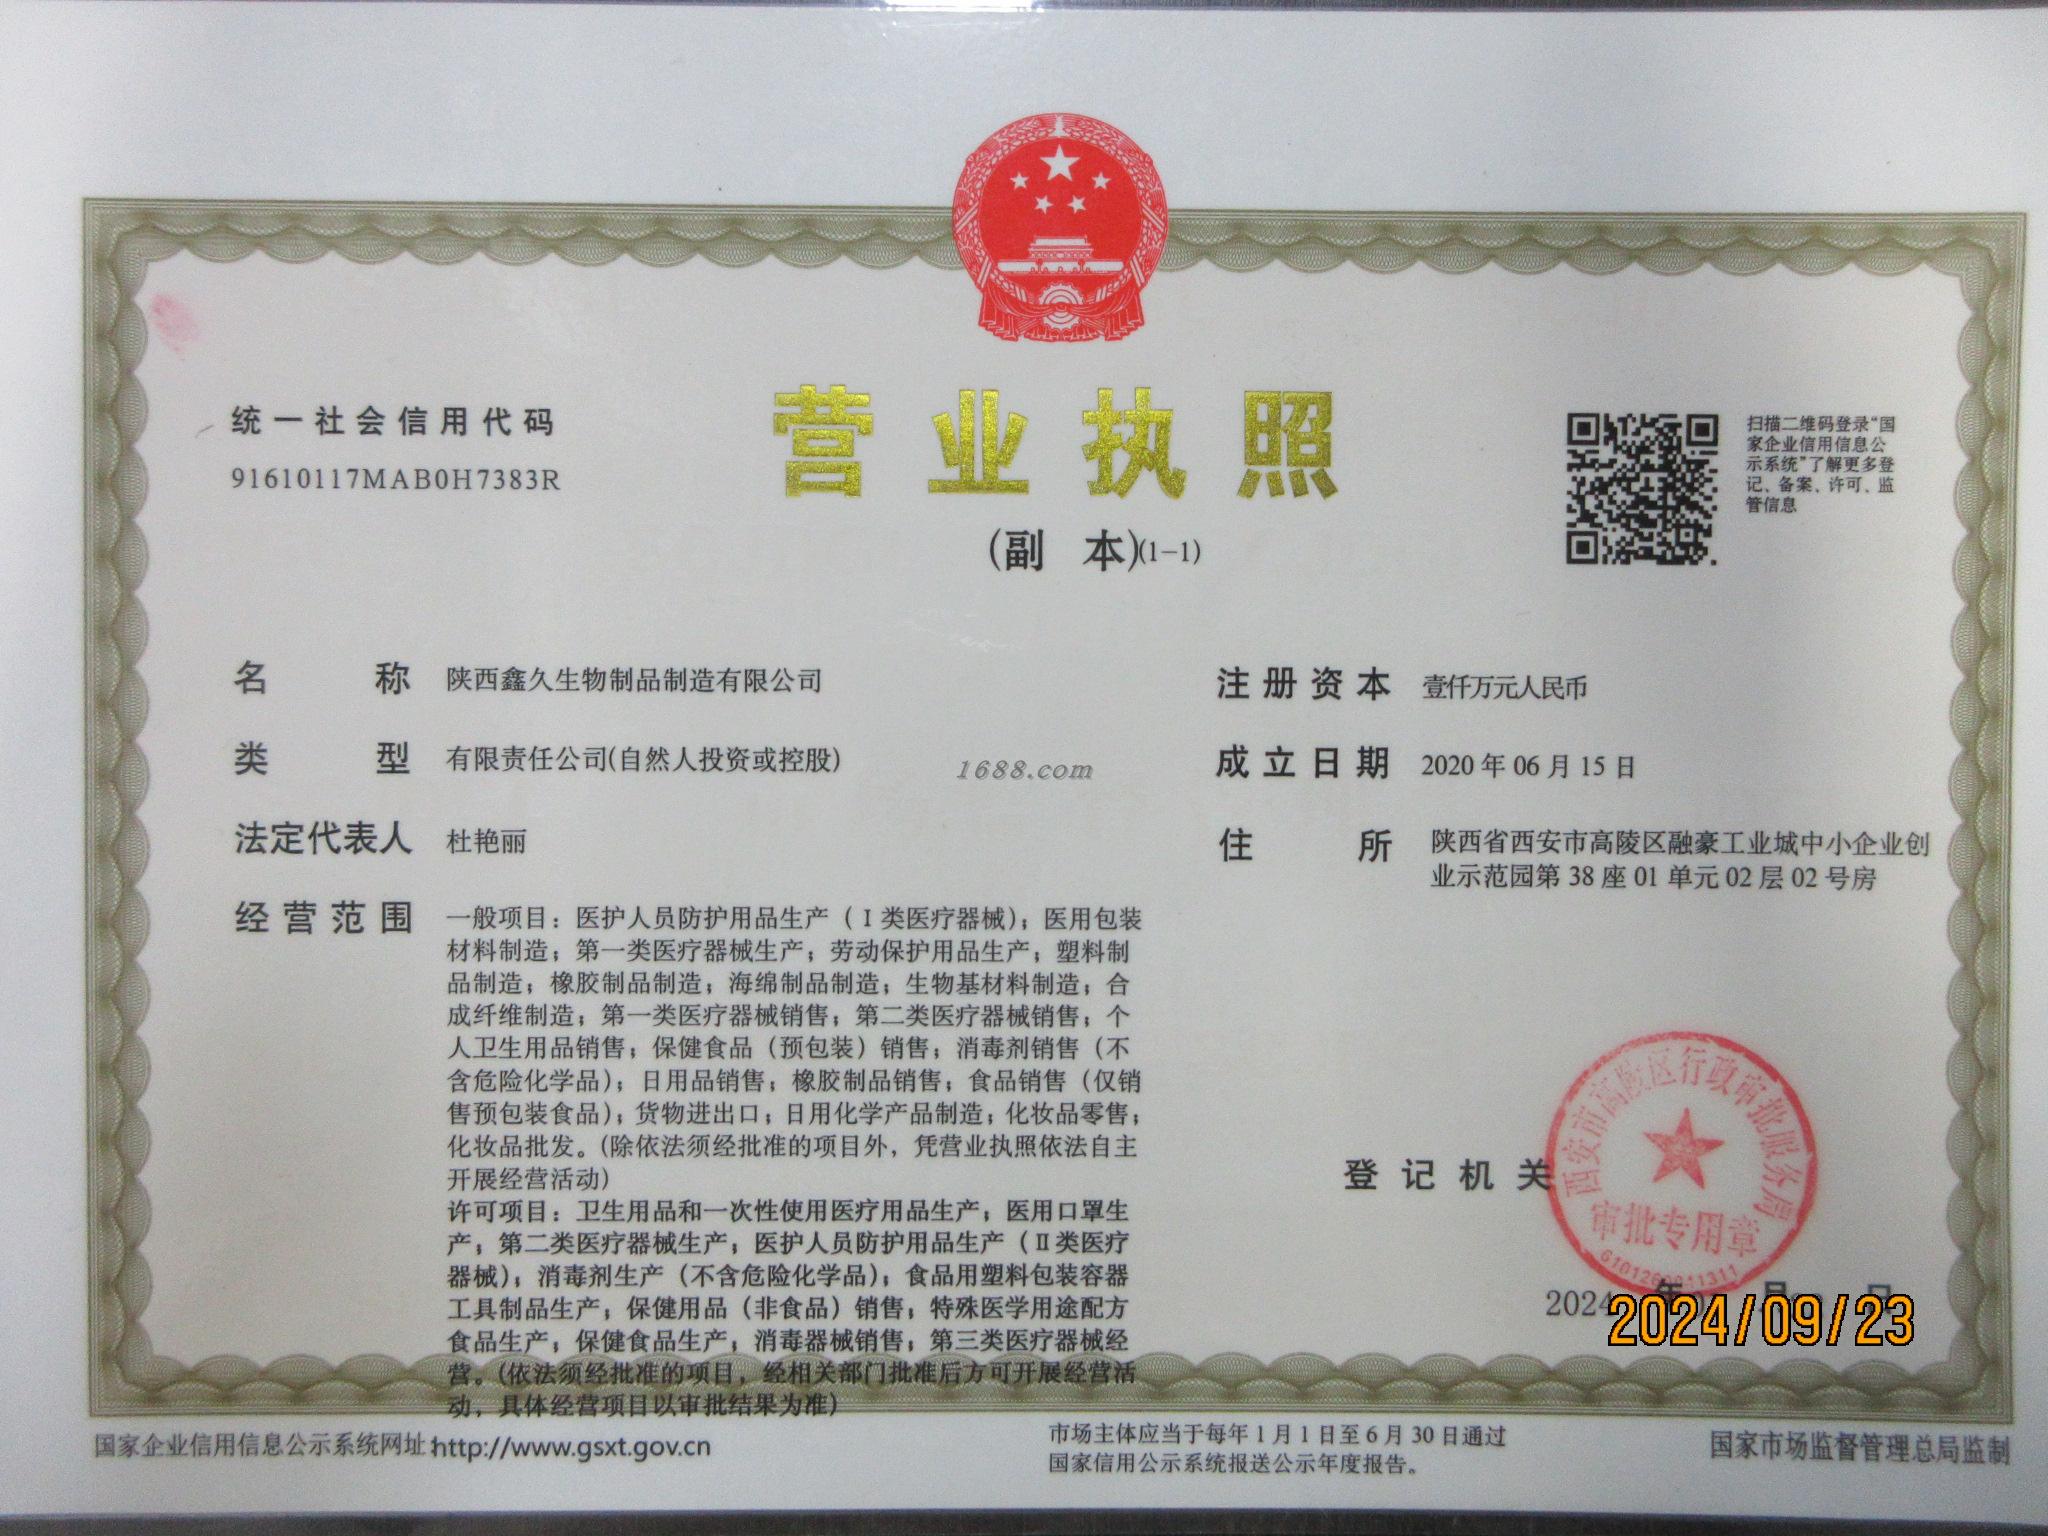 营业执照
(副 本)(1-1)
统一社会信用代码
91610117MAB0H7383R
扫描二维码登录“国
家企业信用信息公
示系统”了解更多登
记、备案、许可、监
管信息
名 称 陕西鑫久生物制品制造有限公司
类 型 有限责任公司(自然人投资或控股)
法定代表人 杜艳丽
经营范围 一般项目：医护人员防护用品生产（Ⅰ类医疗器械）；医用包装
材料制造；第一类医疗器械生产；劳动保护用品生产；塑料制
品制造；橡胶制品制造；海绵制品制造；生物基材料制造；合
成纤维制造；第一类医疗器械销售；第二类医疗器械销售；个
人卫生用品销售；保健食品（预包装）销售；消毒剂销售（不
含危险化学品）；日用品销售；橡胶制品销售；食品销售（仅销
售预包装食品）；货物进出口；日用化学产品制造；化妆品零售；
化妆品批发。(除依法须经批准的项目外，凭营业执照依法自主
开展经营活动)
许可项目：卫生用品和一次性使用医疗用品生产；医用口罩生
产；第二类医疗器械生产；医护人员防护用品生产（Ⅱ类医疗
器械）；消毒剂生产（不含危险化学品）；食品用塑料包装容器
工具制品生产；保健用品（非食品）销售；特殊医学用途配方
食品生产；保健食品生产；消毒器械销售；第三类医疗器械经
营。(依法须经批准的项目，经相关部门批准后方可开展经营活
动，具体经营项目以审批结果为准)
1688.com
注册资本 壹仟万元人民币
成立日期 2020年06月15日
住 所 陕西省西安市高陵区融豪工业城中小企业创
业示范园第38座01单元02层02号房
登记机关
西安市高陵区行政审批服务局
审批专用章
2024 年 月 日
2024/09/23
国家企业信用信息公示系统网址:http://www.gsxt.gov.cn
市场主体应当于每年1月1日至6月30日通过
国家信用公示系统报送公示年度报告。
国家市场监督管理总局监制